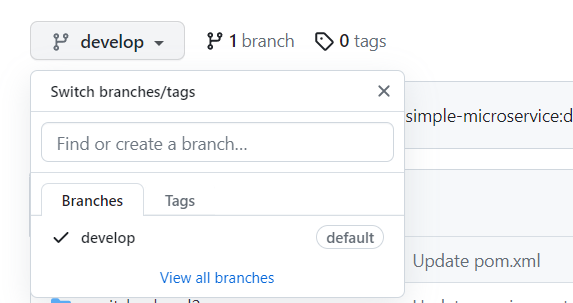 develop
1 branch
0 tags
Switch branches/tags
simple-microservice:d
Find or create a branch...
Branches
Tags
develop
default
Update pom.xml
View all branches